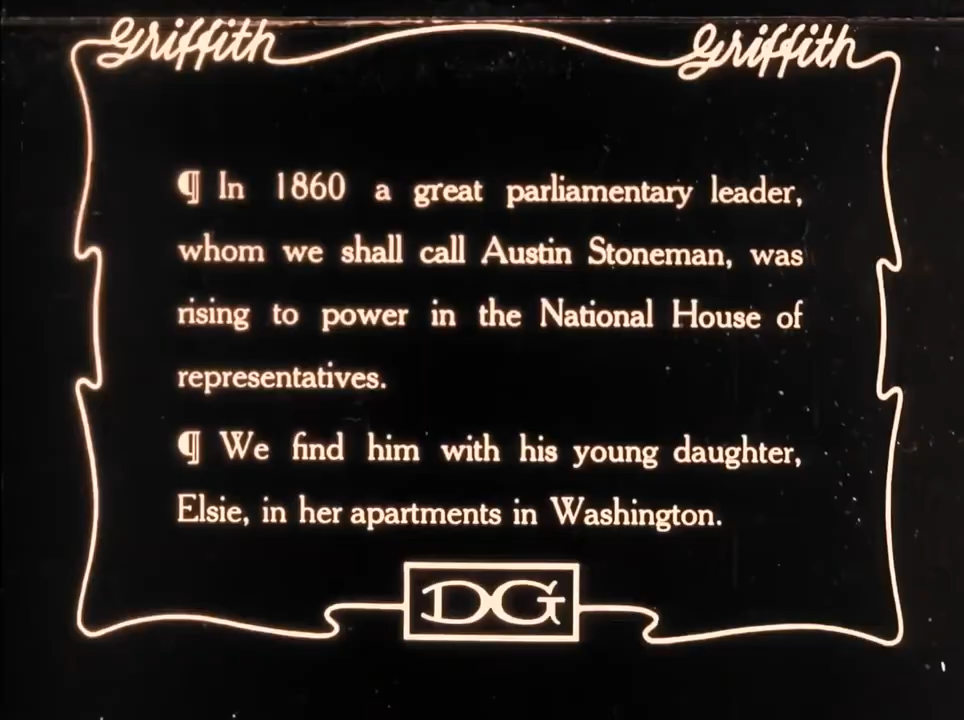 Griffith Griffith
¶ In 1860 a great parliamentary leader,
whom we shall call Austin Stoneman, was
rising to power in the National House of
representatives.
¶ We find him with his young daughter,
Elsie, in her apartments in Washington.
DG